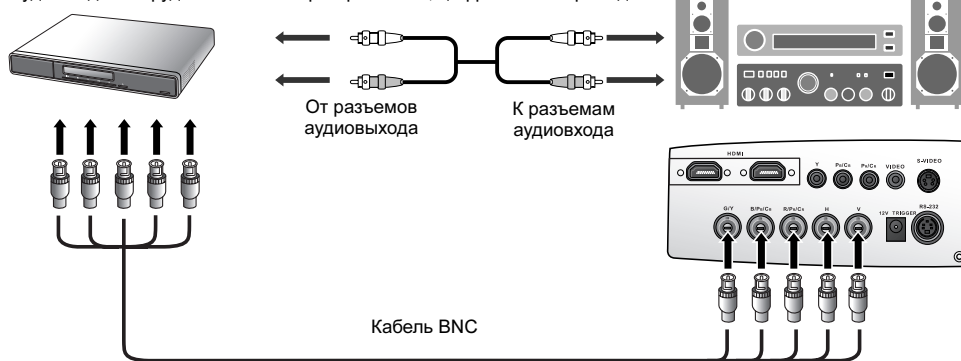 От разъемов
аудиовыхода
К разъемам
аудиовхода
HDMI
Y
PB/CB
PR/CR
VIDEO
S-VIDEO
G/Y
B/PB/CB
R/PR/CR
H
V
12V TRIGGER
RS-232
Кабель BNC